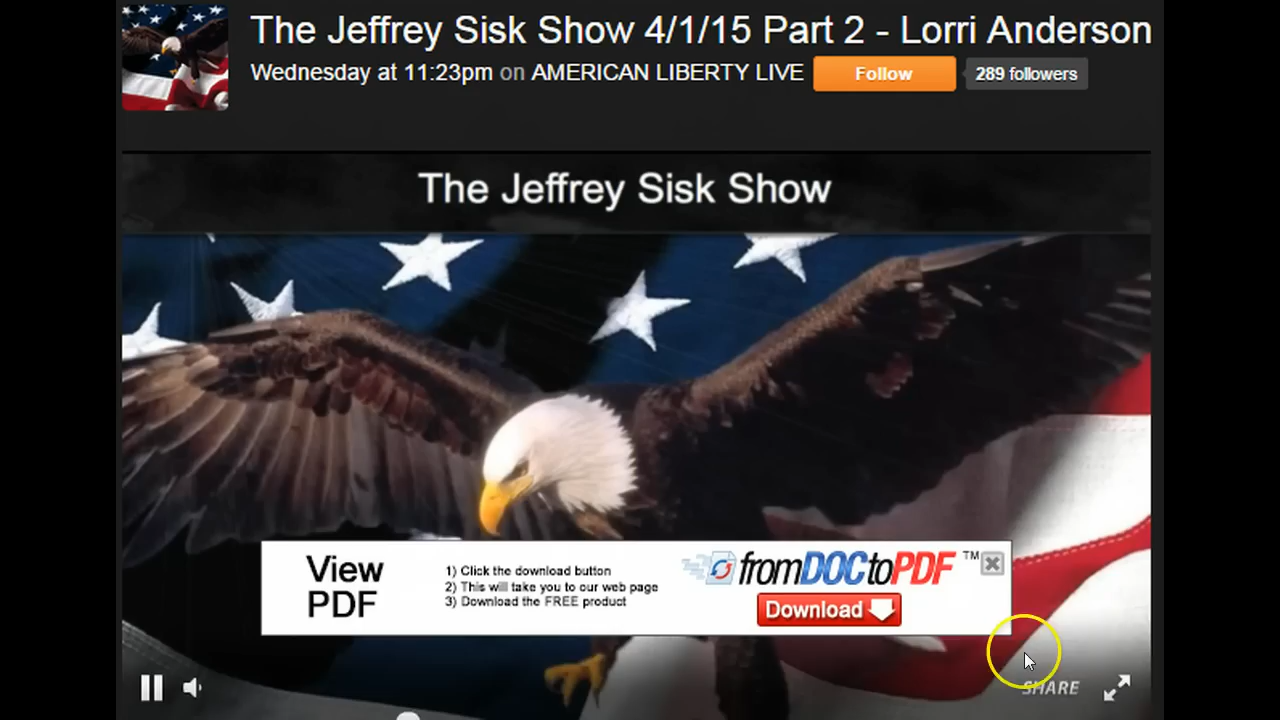 The Jeffrey Sisk Show 4/1/15 Part 2 - Lorri Anderson
Wednesday at 11:23pm on AMERICAN LIBERTY LIVE Follow 289 followers
The Jeffrey Sisk Show
View
PDF
1) Click the download button
2) This will take you to our web page
3) Download the FREE product
fromDOCtoPDF™
Download
SHARE